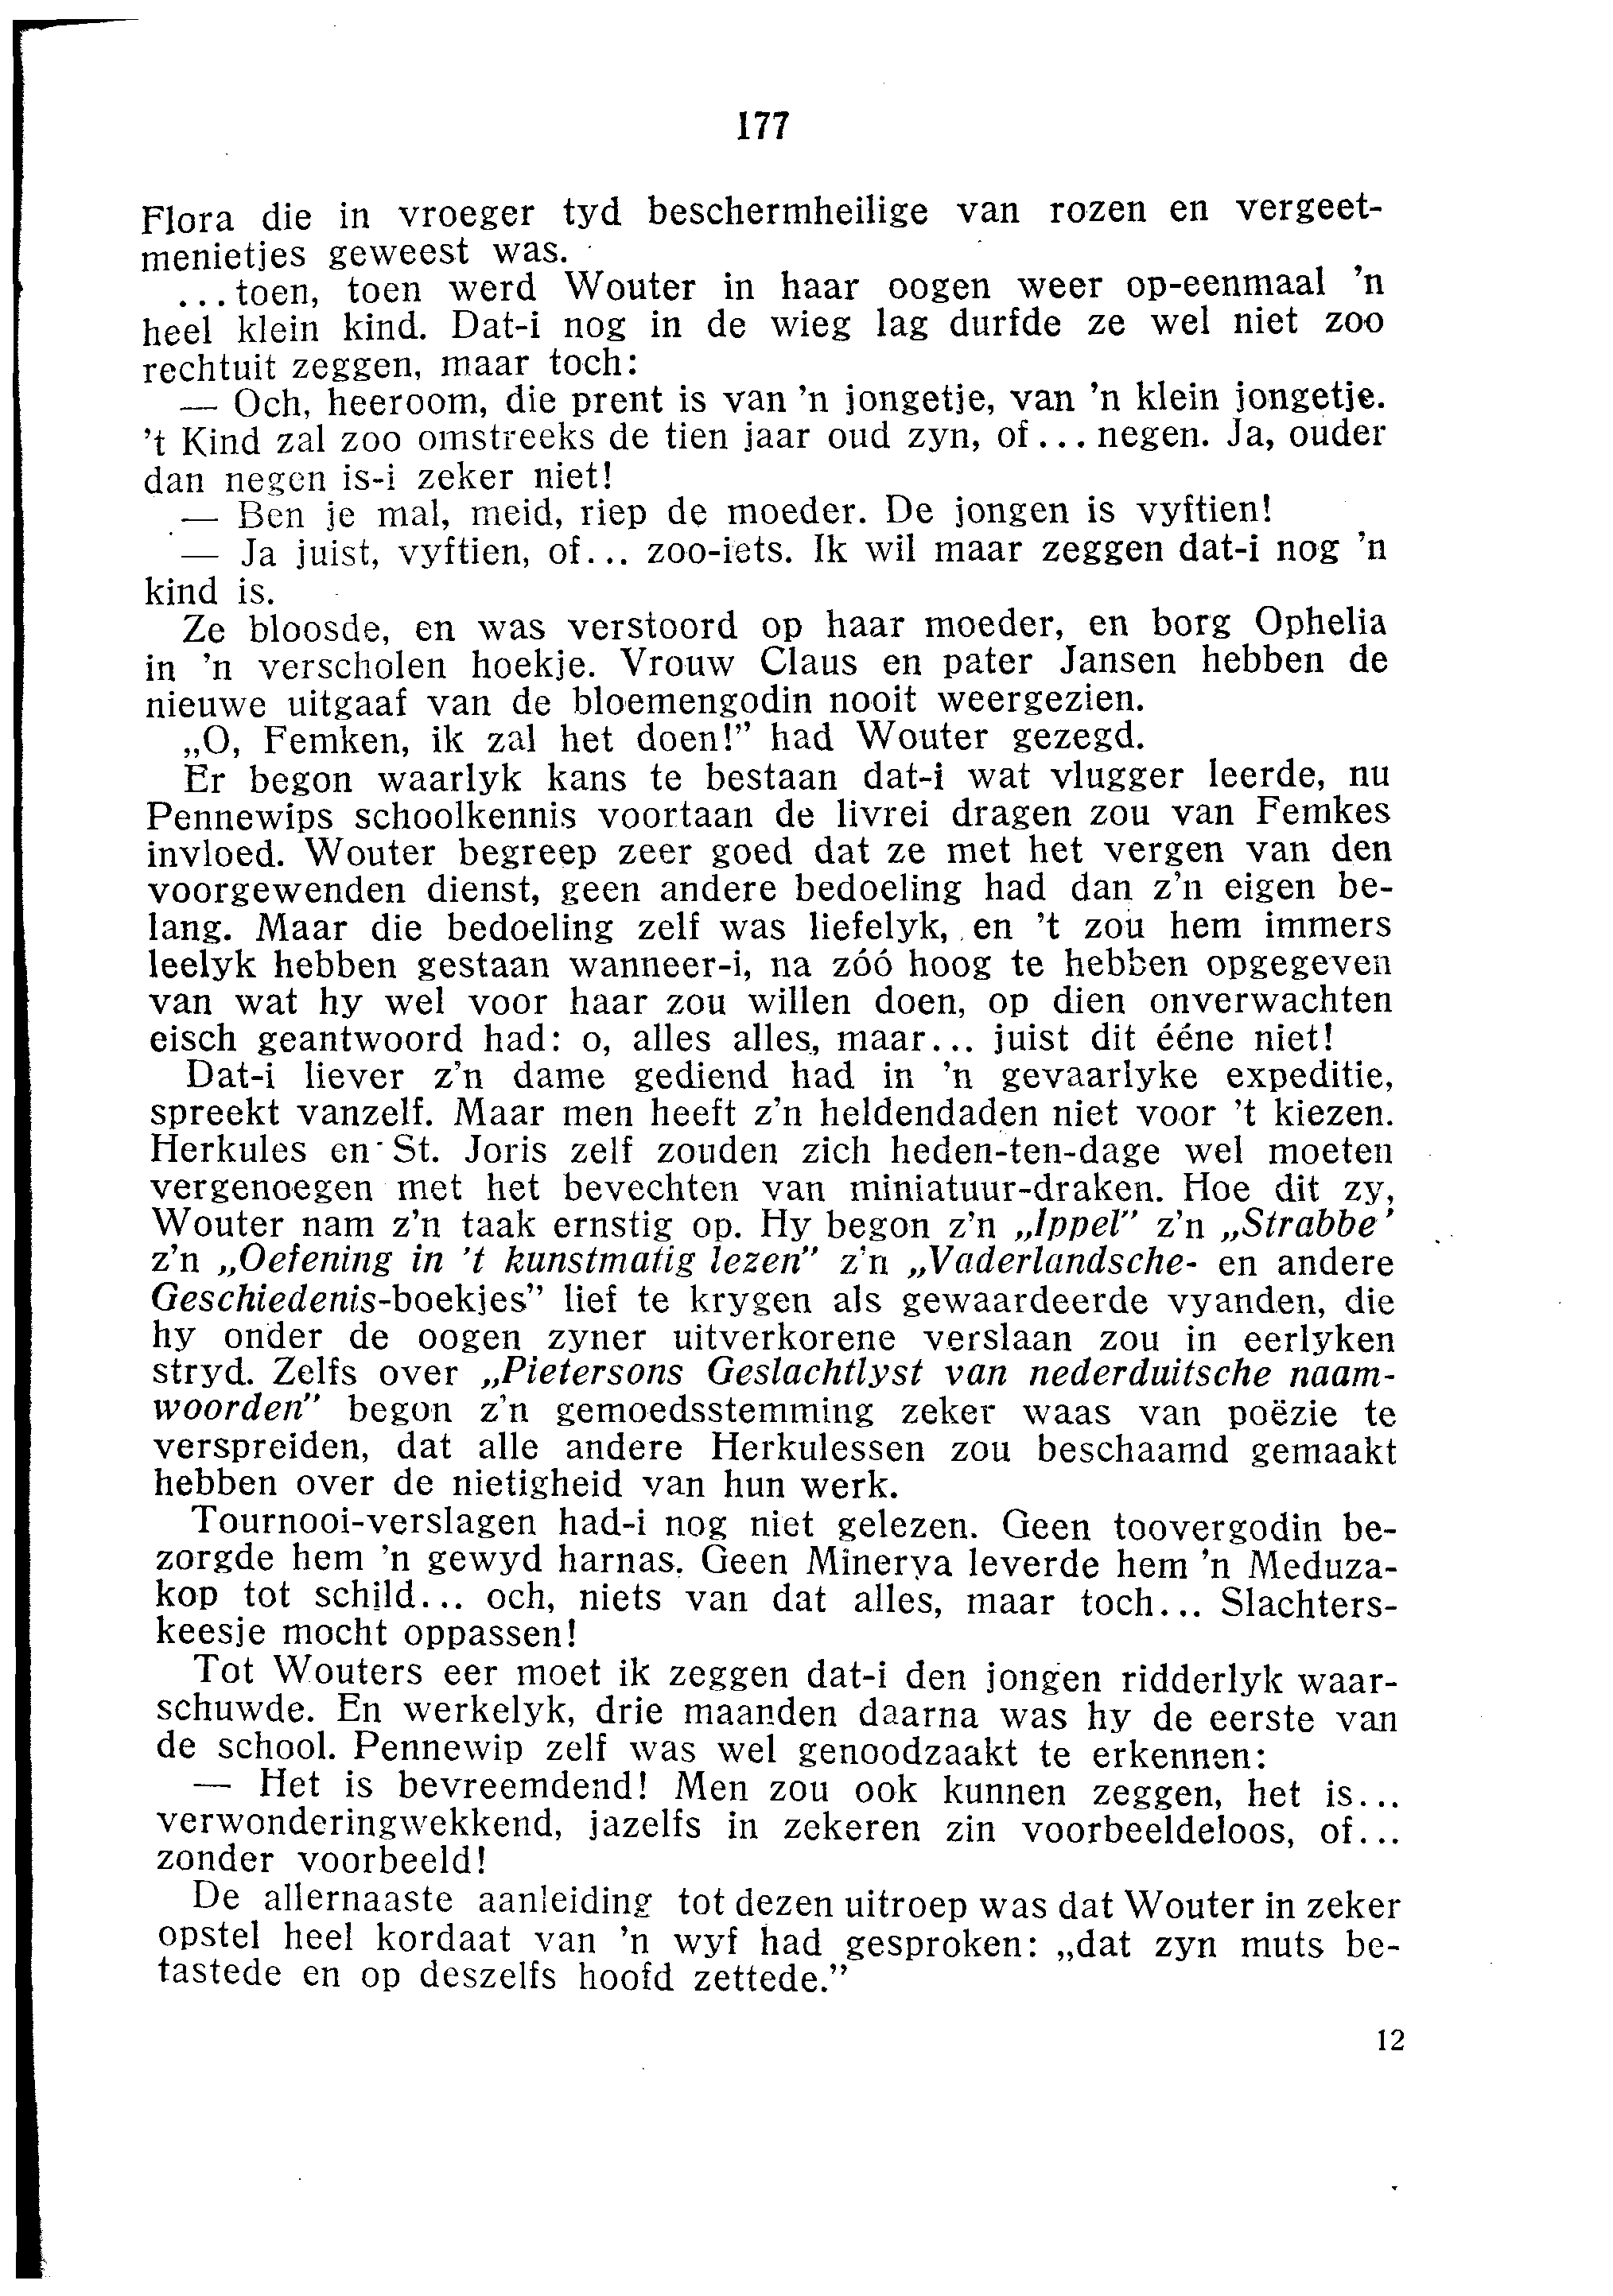 177
Flora die in vroeger tyd beschermheilige van rozen en vergeet-
menietjes geweest was.
...toen, toen werd Wouter in haar oogen weer op-eenmaal 'n
heel klein kind. Dat-i nog in de wieg lag durfde ze wel niet zoo
rechtuit zeggen, maar toch:
— Och, heeroom, die prent is van 'n jongetje, van 'n klein jongetje.
't Kind zal zoo omstreeks de tien jaar oud zyn, of... negen. Ja, ouder
dan negen is-i zeker niet!
— Ben je mal, meid, riep de moeder. De jongen is vyftien!
— Ja juist, vyftien, of... zoo-iets. Ik wil maar zeggen dat-i nog 'n
kind is.
Ze bloosde, en was verstoord op haar moeder, en borg Ophelia
in 'n verscholen hoekje. Vrouw Claus en pater Jansen hebben de
nieuwe uitgaaf van de bloemengodin nooit weergezien.
„O, Femken, ik zal het doen!” had Wouter gezegd.
Er begon waarlyk kans te bestaan dat-i wat vlugger leerde, nu
Pennewips schoolkennis voortaan de livrei dragen zou van Femkes
invloed. Wouter begreep zeer goed dat ze met het vergen van den
voorgewenden dienst, geen andere bedoeling had dan z'n eigen be-
lang. Maar die bedoeling zelf was liefelyk, en 't zou hem immers
leelyk hebben gestaan wanneer-i, na zóó hoog te hebben opgegeven
van wat hy wel voor haar zou willen doen, op dien onverwachten
eisch geantwoord had: o, alles alles, maar... juist dit ééne niet!
Dat-i liever z'n dame gediend had in 'n gevaarlyke expeditie,
spreekt vanzelf. Maar men heeft z'n heldendaden niet voor 't kiezen.
Herkules en St. Joris zelf zouden zich heden-ten-dage wel moeten
vergenoegen met het bevechten van miniatuur-draken. Hoe dit zy,
Wouter nam z'n taak ernstig op. Hy begon z'n „Ippel” z'n „Strabbe'
z'n „Oefening in 't kunstmatig lezen” z'n „Vaderlandsche- en andere
Geschiedenis-boekjes” lief te krygen als gewaardeerde vyanden, die
hy onder de oogen zyner uitverkorene verslaan zou in eerlyken
stryd. Zelfs over „Pietersons Geslachtlyst van nederduitsche naam-
woorden” begon z'n gemoedsstemming zeker waas van poëzie te
verspreiden, dat alle andere Herkulessen zou beschaamd gemaakt
hebben over de nietigheid van hun werk.
Tournooi-verslagen had-i nog niet gelezen. Geen toovergodin be-
zorgde hem 'n gewyd harnas. Geen Minerva leverde hem 'n Meduza-
kop tot schild... och, niets van dat alles, maar toch... Slachters-
keesje mocht oppassen!
Tot Wouters eer moet ik zeggen dat-i den jongen ridderlyk waar-
schuwde. En werkelyk, drie maanden daarna was hy de eerste van
de school. Pennewip zelf was wel genoodzaakt te erkennen:
— Het is bevreemdend! Men zou ook kunnen zeggen, het is...
verwonderingwekkend, jazelfs in zekeren zin voorbeeldeloos, of...
zonder voorbeeld!
De allernaaste aanleiding tot dezen uitroep was dat Wouter in zeker
opstel heel kordaat van 'n wyf had gesproken: „dat zyn muts be-
tastede en op deszelfs hoofd zettede.”
12